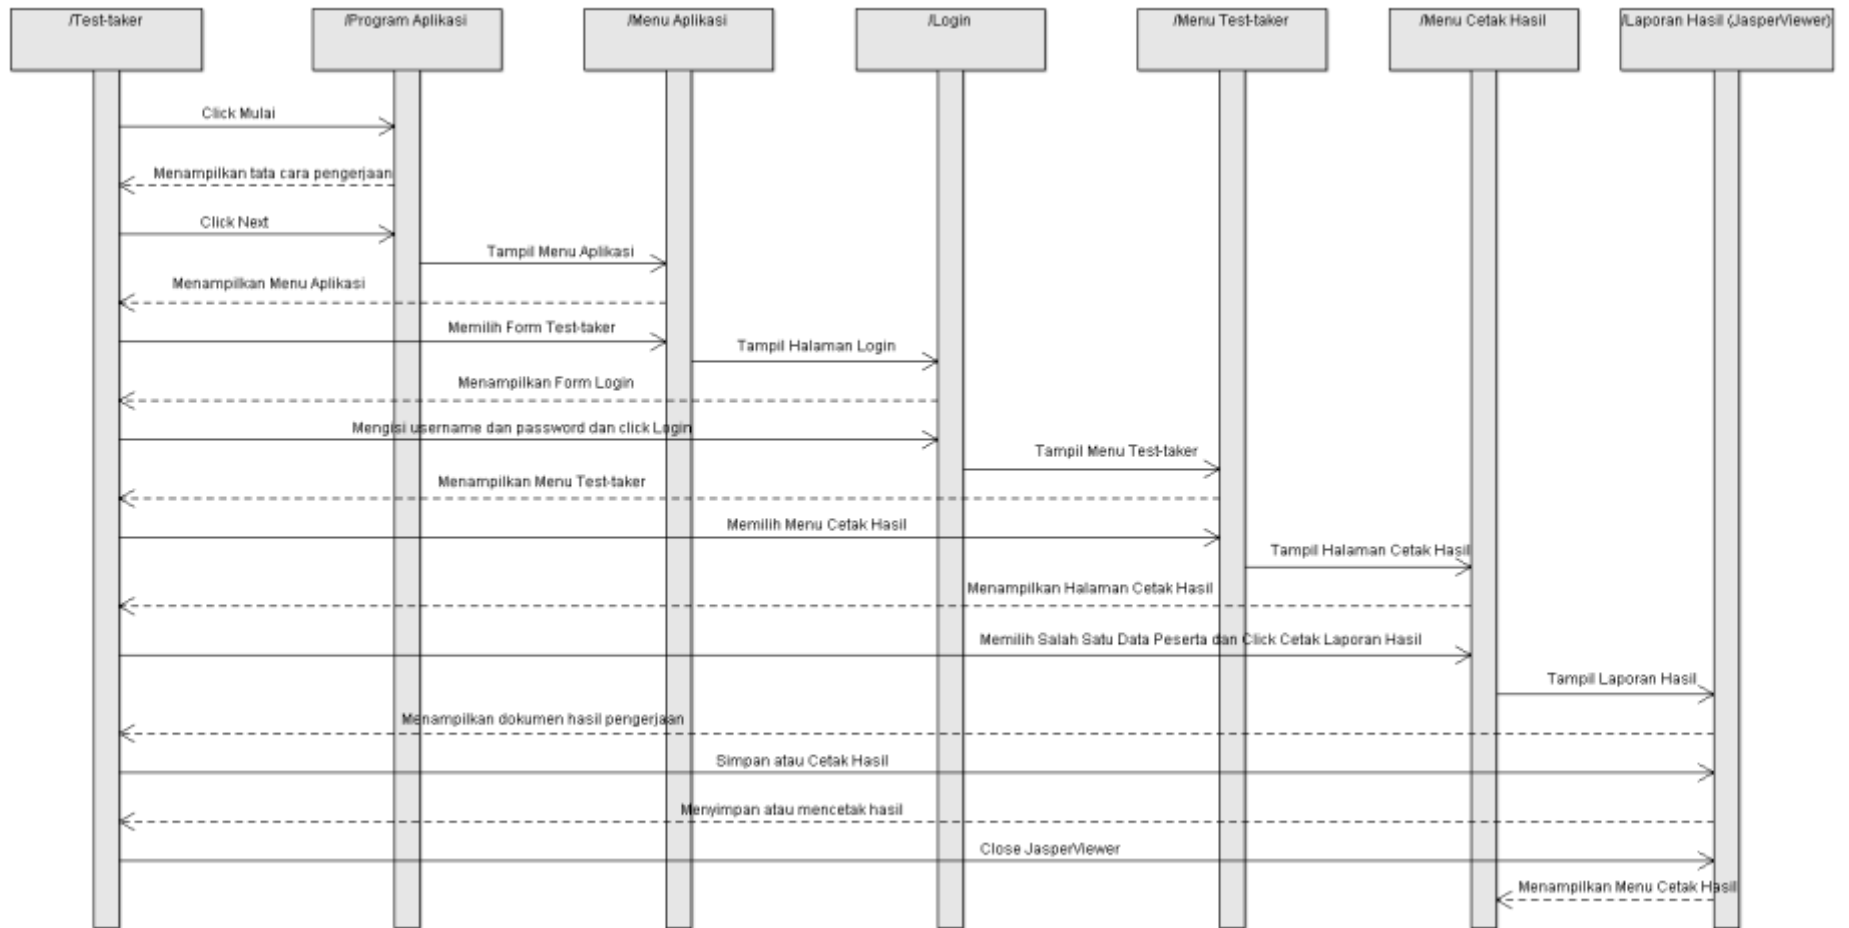 /Test-taker
/Program Aplikasi
/Menu Aplikasi
/Login
/Menu Test-taker
/Menu Cetak Hasil
/Laporan Hasil (JasperViewer)
Click Mulai
Menampilkan tata cara pengerjaan
Click Next
Tampil Menu Aplikasi
Menampilkan Menu Aplikasi
Memilih Form Test-taker
Tampil Halaman Login
Menampilkan Form Login
Mengisi username dan password dan click Login
Tampil Menu Test-taker
Menampilkan Menu Test-taker
Memilih Menu Cetak Hasil
Tampil Halaman Cetak Hasil
Menampilkan Halaman Cetak Hasil
Memilih Salah Satu Data Peserta dan Click Cetak Laporan Hasil
Tampil Laporan Hasil
Menampilkan dokumen hasil pengerjaan
Simpan atau Cetak Hasil
Menyimpan atau mencetak hasil
Close JasperViewer
Menampilkan Menu Cetak Hasil